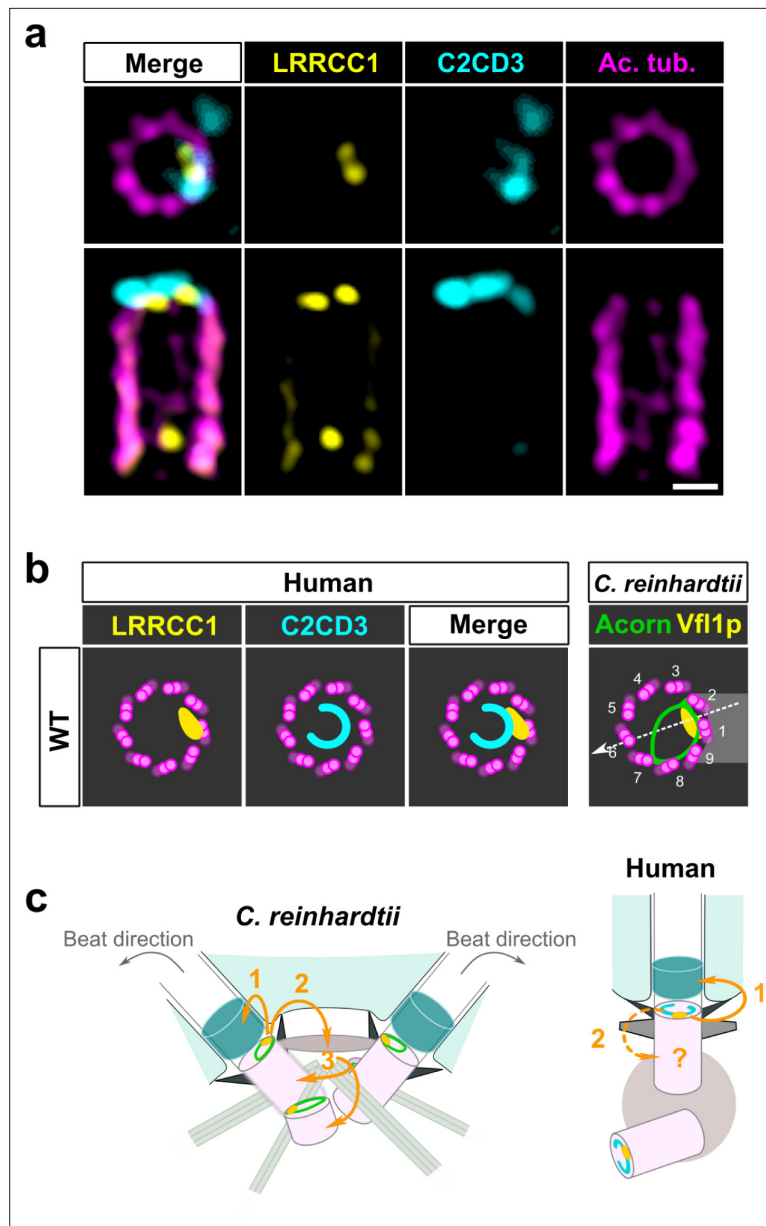 a
Merge LRRCC1 C2CD3 Ac. tub.
b
Human C. reinhardtii
LRRCC1 C2CD3 Merge Acorn Vfl1p
WT
1 2 3 4 5 6 7 8 9
c
Human
C. reinhardtii
Beat direction Beat direction
1 2 1
3 2 ?